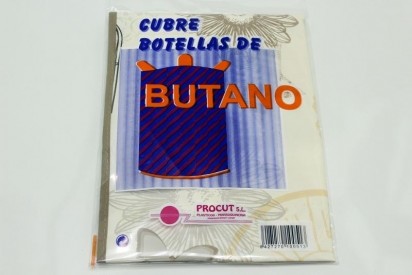 CUBRE
BOTELLAS DE
BUTANO
PROCUT S.L.